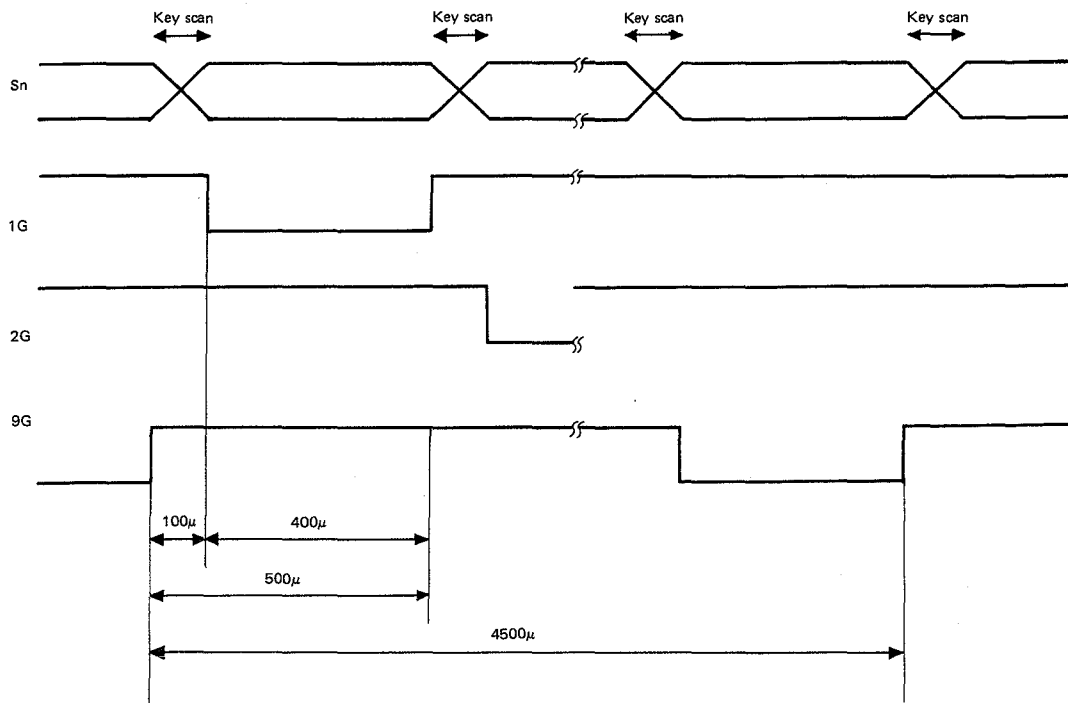 Key scan Key scan Key scan Key scan
Sn
1G
2G
9G
100μ 400μ
500μ
4500μ